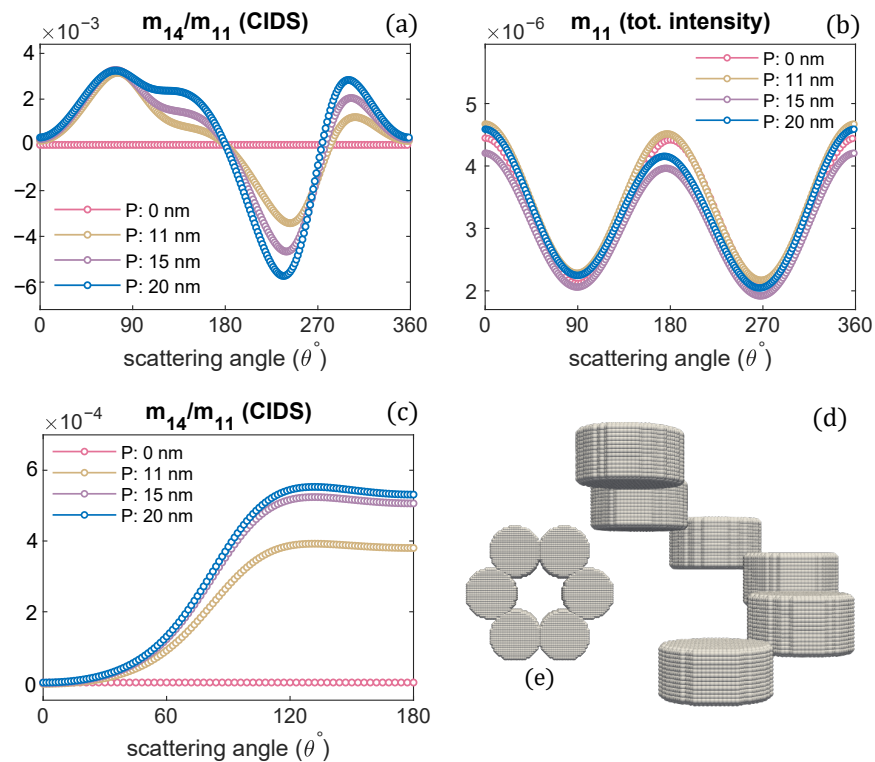 m14/m11 (CIDS)
(a)
×10−3
4
2
0
−2
−4
−6
P: 0 nm
P: 11 nm
P: 15 nm
P: 20 nm
0 90 180 270 360
scattering angle (θ°)
m11 (tot. intensity)
(b)
×10−6
5
4
3
2
P: 0 nm
P: 11 nm
P: 15 nm
P: 20 nm
0 90 180 270 360
scattering angle (θ°)
m14/m11 (CIDS)
(c)
×10−4
6
4
2
0
P: 0 nm
P: 11 nm
P: 15 nm
P: 20 nm
0 60 120 180
scattering angle (θ°)
(d)
(e)